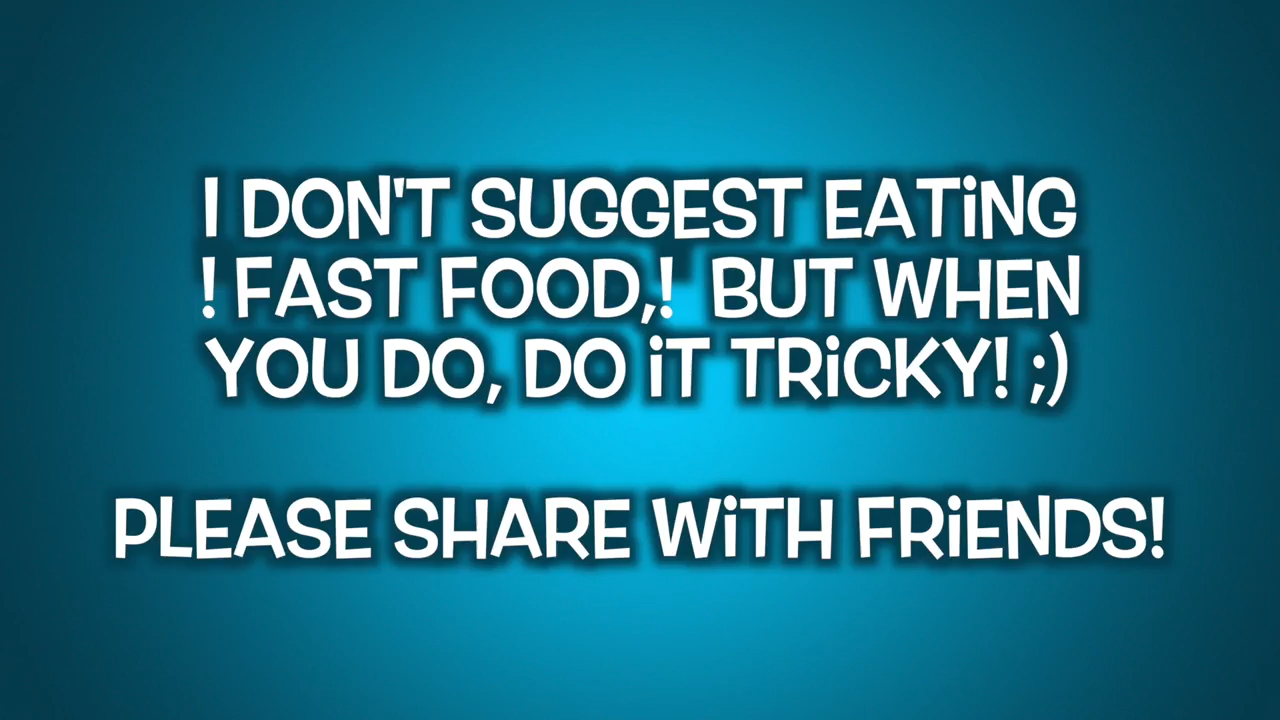 I DON'T SUGGEST EATiNG
! FAST FOOD,! BUT WHEN
YOU DO, DO iT TRiCKY! ;)
PLEASE SHARE WiTH FRiENDS!